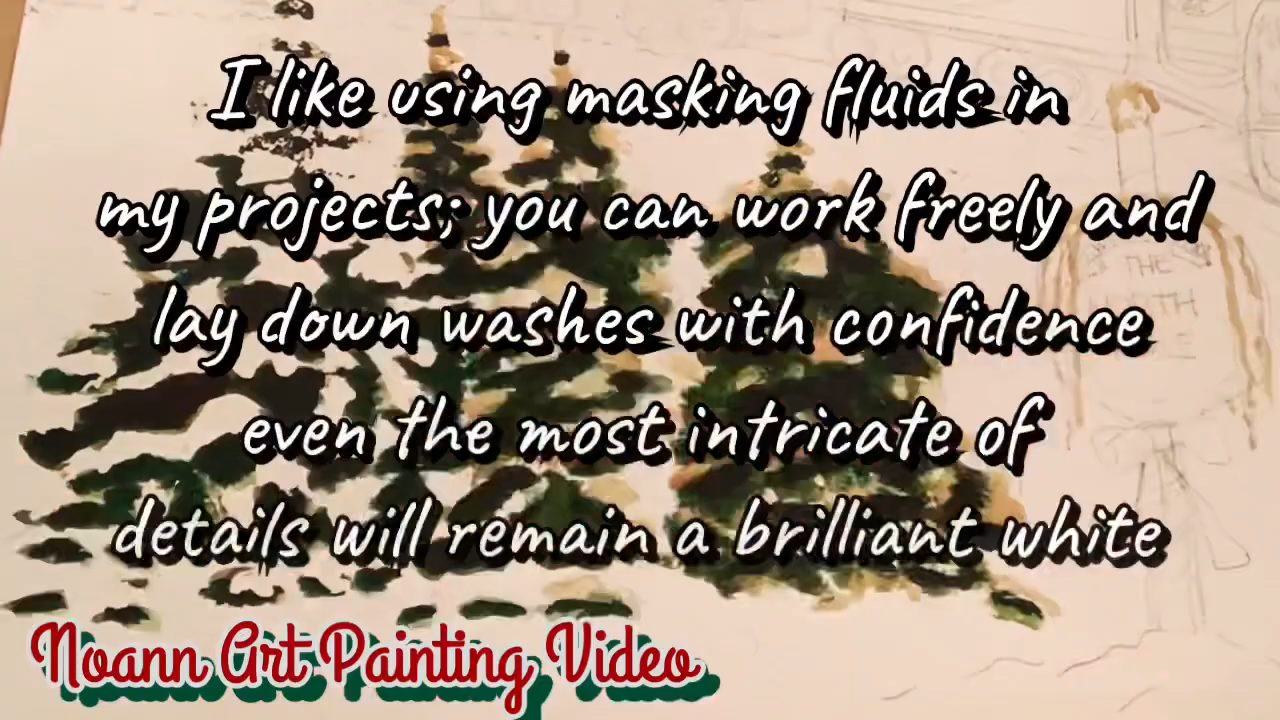 I like using masking fluids in
my projects; you can work freely and
lay down washes with confidence
even the most intricate of
details will remain a brilliant white
THE
Noann Art Painting Video